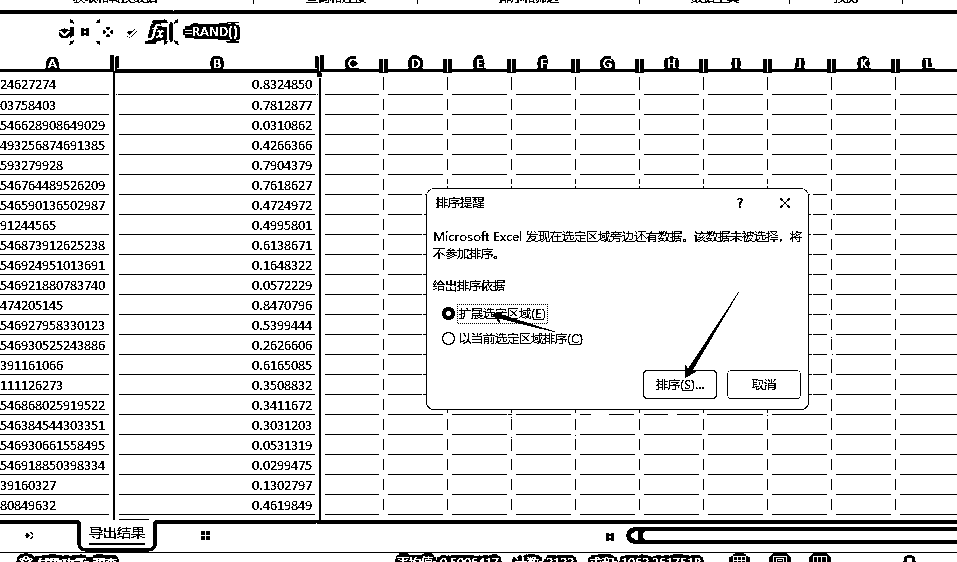 =RAND()
A B C D E F G H I J K L
24627274 0.8324850
03758403 0.7812877
546628908649029 0.0310862
493256874691385 0.4266366
593279928 0.7904379
546764489526209 0.7618627
546590136502987 0.4724972
91244565 0.4995801
546873912625238 0.6138671
546924951013691 0.1648322
546921880783740 0.0572229
474205145 0.8470796
546927958330123 0.5399444
546930525243886 0.2626606
391161066 0.6165085
111126273 0.3508832
546868025919522 0.3411672
546384544303351 0.3031203
546930661558495 0.0531319
546918850398334 0.0299475
39160327 0.1302797
80849632 0.4619849
排序提醒 ?
Microsoft Excel 发现在选定区域旁边还有数据。该数据未被选择，将
不参加排序。
给出排序依据
扩展选定区域(E)
以当前选定区域排序(C)
排序(S)... 取消
导出结果